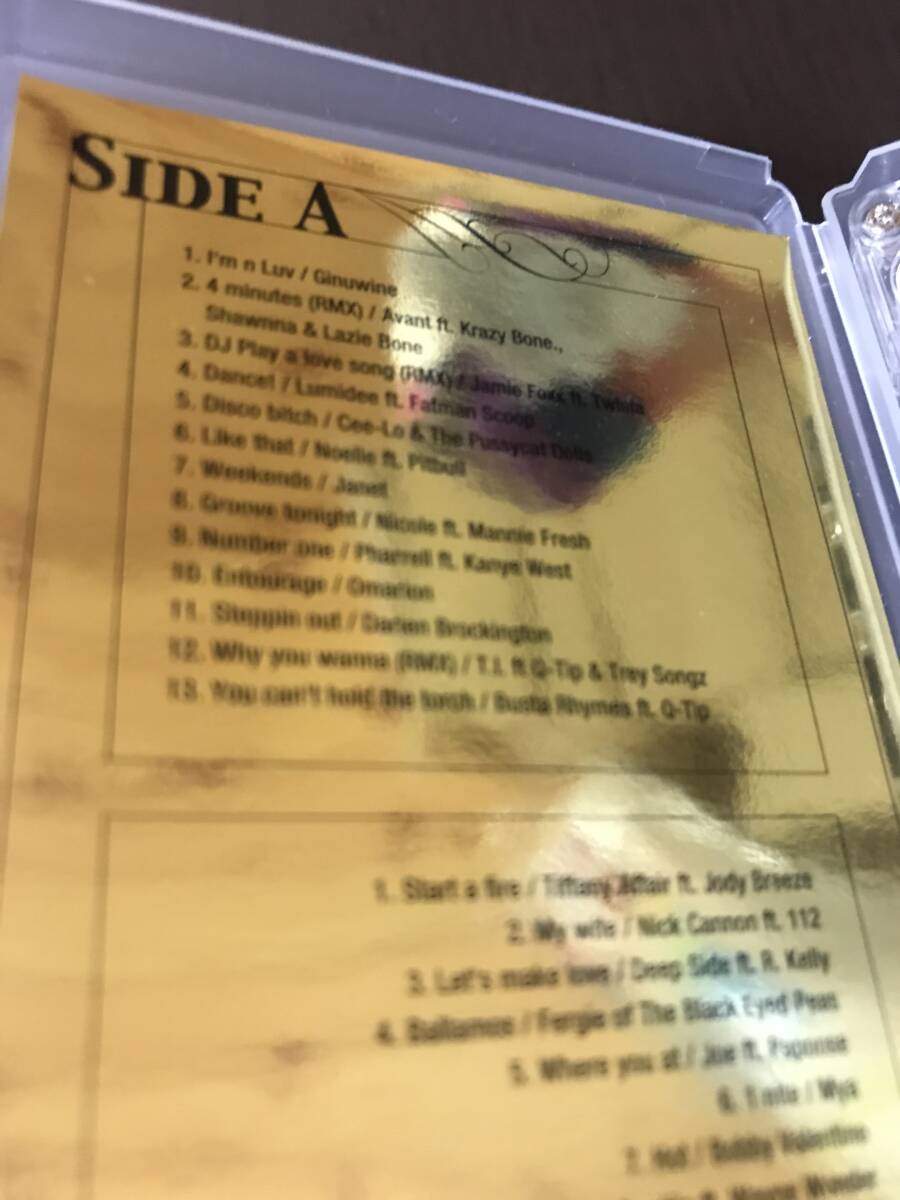 SIDE A
1. I'm n Luv / Ginuwine
2. 4 minutes (RMX) / Avant ft. Krazy Bone.,
Shawnna & Lazie Bone
3. DJ Play a love song (RMX) / Jamie Foxx ft. Twista
4. Dance! / Lumidee ft. Fatman Scoop
5. Disco bitch / Cee-Lo & The Pussycat Dolls
6. Like that / Noelle ft. Pitbull
7. Weekends / Janet
8. Groove tonight / Nicole ft. Mannie Fresh
9. Number one / Pharrell ft. Kanye West
10. Entourage / Omarion
11. Steppin out / Darien Brockington
12. Why you wanna (RMX) / T.I. ft Q-Tip & Trey Songz
13. You can't hold the torch / Busta Rhymes ft. Q-Tip
1. Start a fire / Tiffany Affair ft. Jody Breeze
2. My wife / Nick Cannon ft. 112
3. Let's make love / Deep Side ft. R. Kelly
4. / Fergie of The Black Eyed Peas
5. Where you at / Joe ft. Papoose
6. / Mya
7. Hot / Bobby Valentino